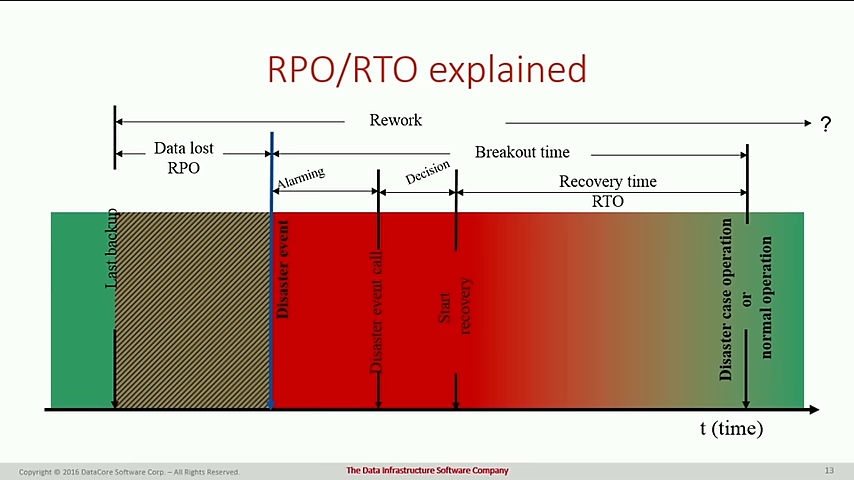 RPO/RTO explained
Rework
?
Data lost
RPO
Breakout time
Alarming
Decision
Recovery time
RTO
Last backup
Disaster event
Disaster event call
Start
recovery
Disaster case operation
or
normal operation
t (time)
Copyright © 2016 DataCore Software Corp. – All Rights Reserved.
The Data Infrastructure Software Company
13